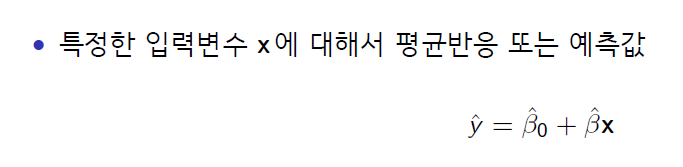 • 특정한 입력변수 x에 대해서 평균반응 또는 예측값
ŷ = β̂₀ + β̂x